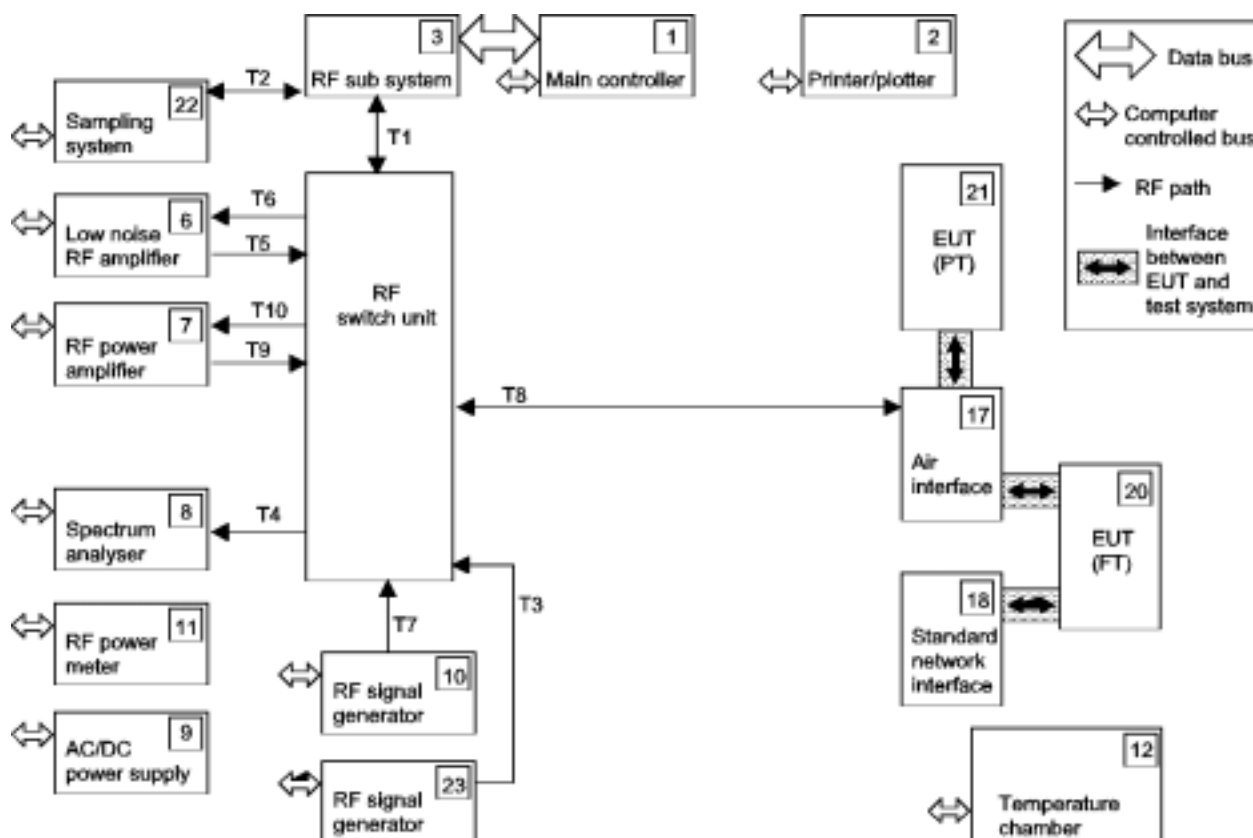 3
RF sub system
1
Main controller
2
Printer/plotter
Data bus
Computer
controlled bus
RF path
Interface
between
EUT and
test system
T2
22
Sampling
system
T1
RF
switch unit
T6
6
Low noise
RF amplifier
T5
T10
7
RF power
amplifier
T9
21
EUT
(PT)
T8
17
Air
interface
20
EUT
(FT)
8
Spectrum
analyser
T4
T3
18
Standard
network
interface
11
RF power
meter
T7
10
RF signal
generator
9
AC/DC
power supply
23
RF signal
generator
12
Temperature
chamber